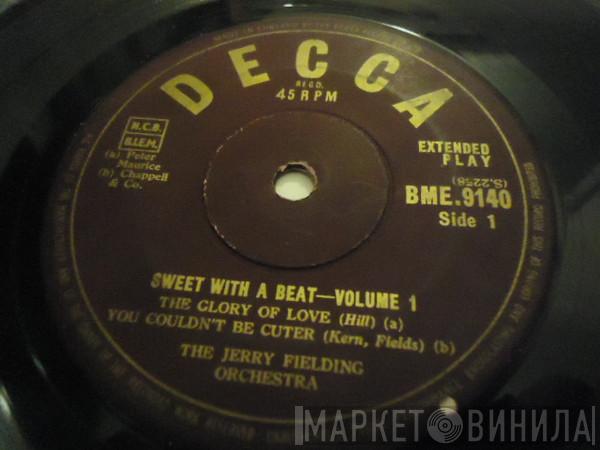 DECCA
REGD.
45 RPM
N.C.B.
B.I.E.M.
(a) Peter
Maurice
(b) Chappell
& Co.
EXTENDED
PLAY
(S.2258)
BME.9140
Side 1
SWEET WITH A BEAT—VOLUME 1
THE GLORY OF LOVE (Hill) (a)
YOU COULDN'T BE CUTER (Kern, Fields) (b)
THE JERRY FIELDING
ORCHESTRA
МАРКЕТ ВИНИЛА